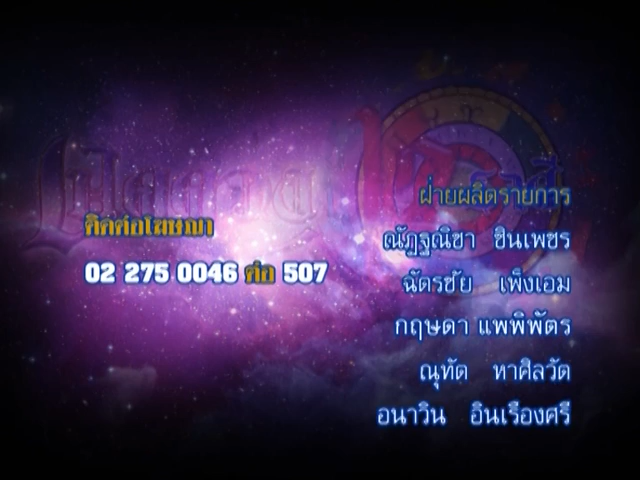 ติดต่อโฆษณา
02 275 0046 ต่อ 507
ฝ่ายผลิตรายการ
ณัฏฐณิชา ชินเพชร
ฉัตรชัย เพ็งเอม
กฤษดา แพพิพัตร
ณุทัด หาศิลวัด
อนาวิน อินเรืองศรี